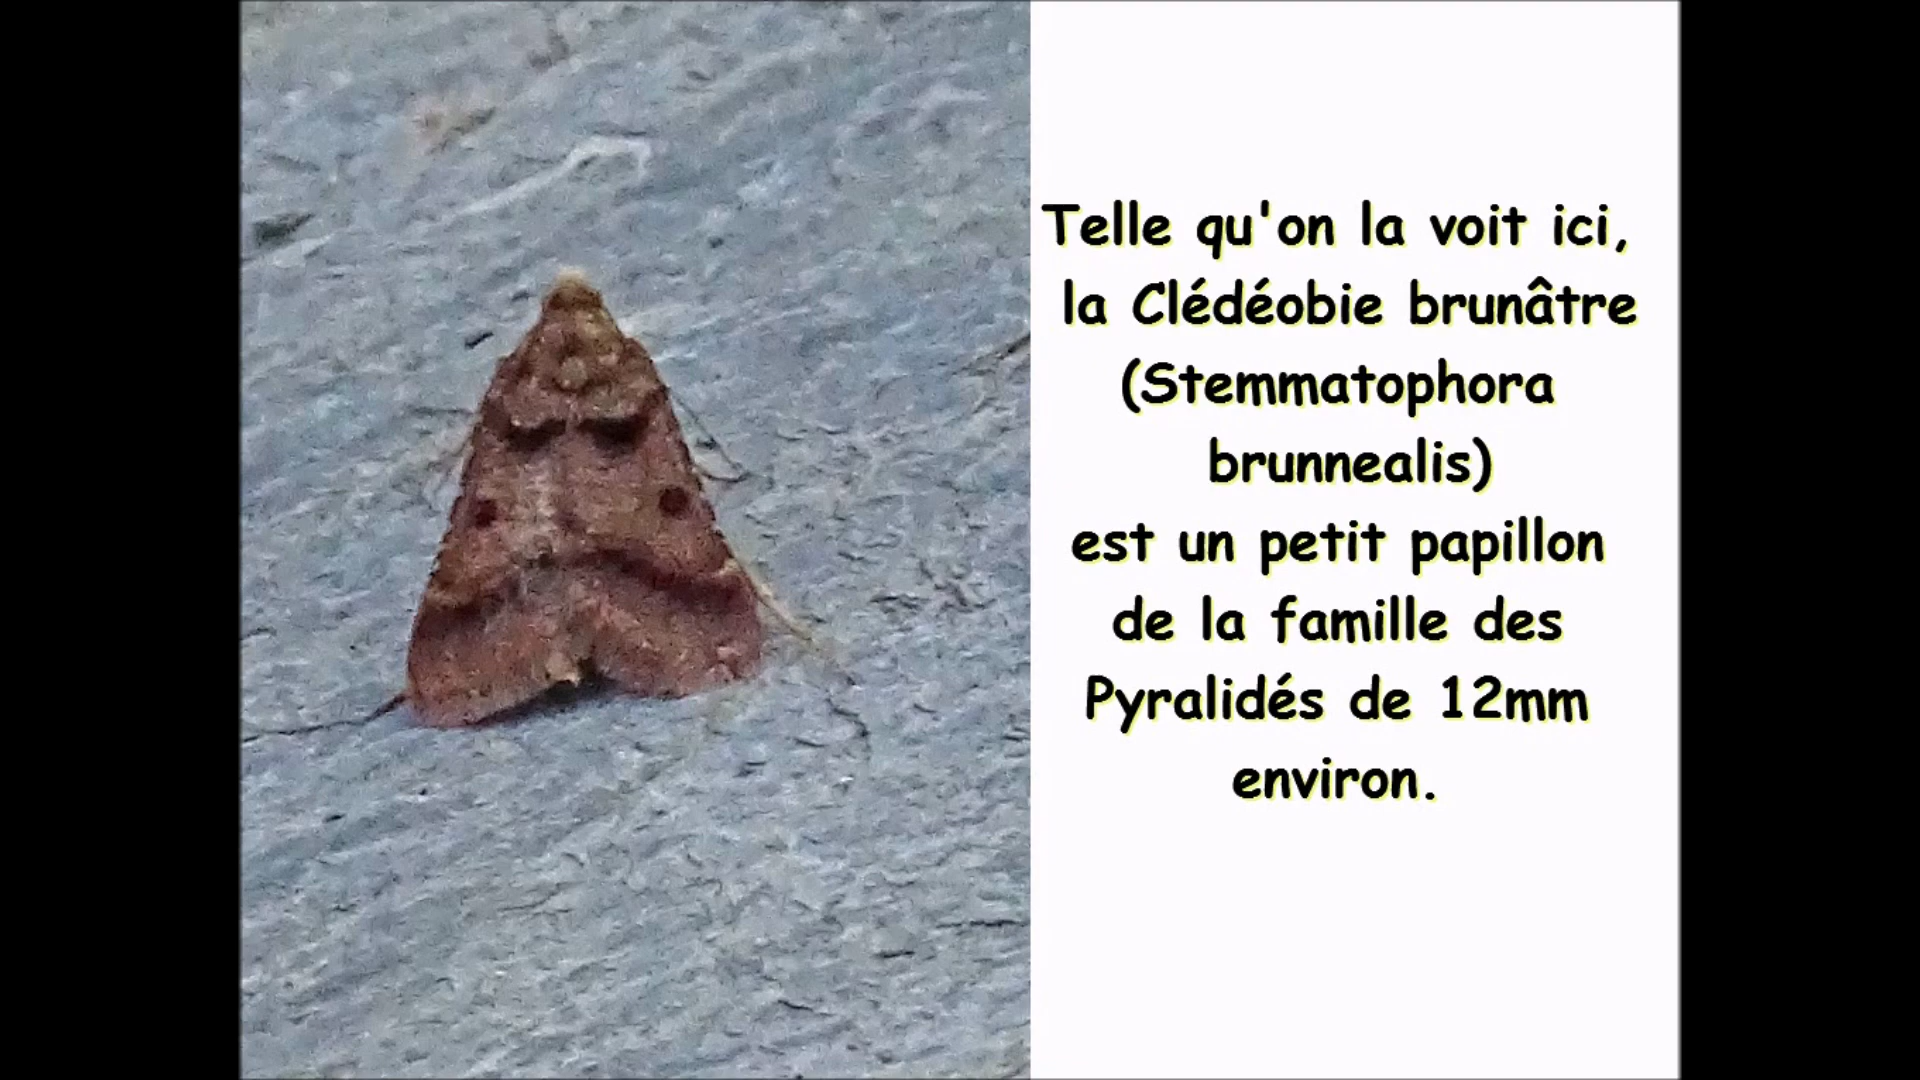 Telle qu'on la voit ici,
la Clédéobie brunâtre
(Stemmatophora
brunnealis)
est un petit papillon
de la famille des
Pyralidés de 12mm
environ.